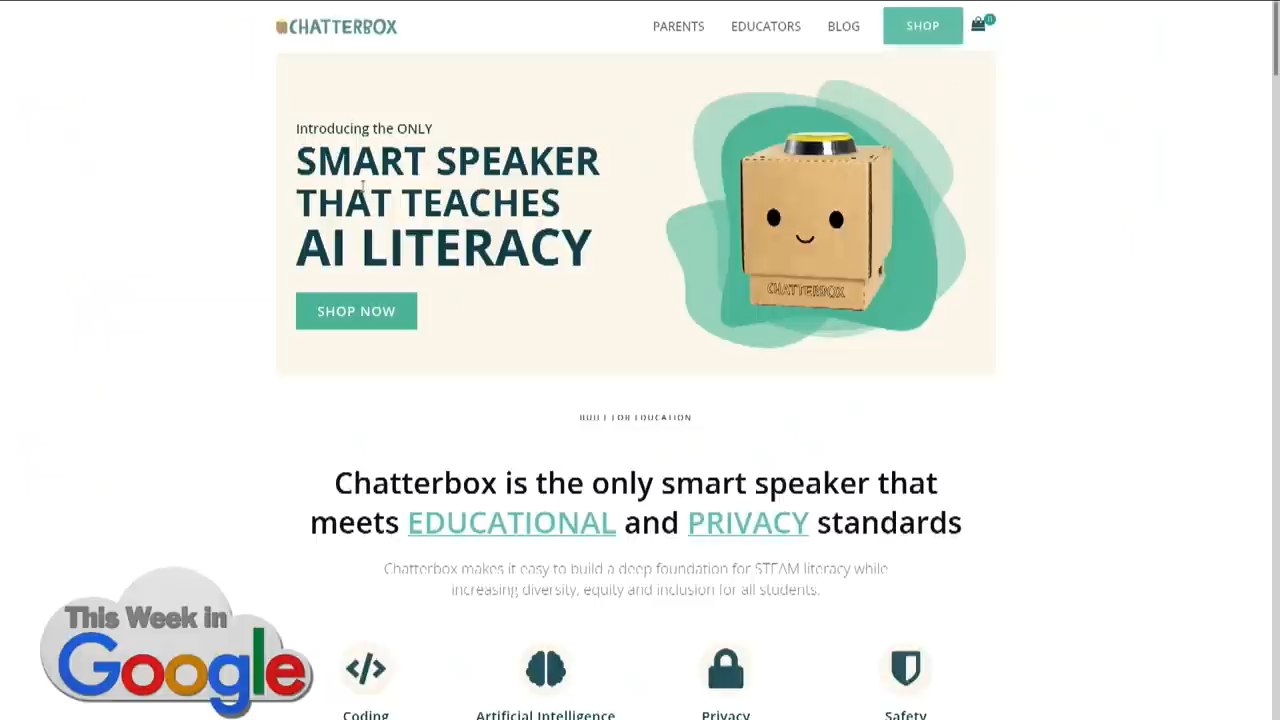 CHATTERBOX
PARENTS EDUCATORS BLOG SHOP
Introducing the ONLY
SMART SPEAKER
THAT TEACHES
AI LITERACY
SHOP NOW
CHATTERBOX
BUILT FOR EDUCATION
Chatterbox is the only smart speaker that
meets EDUCATIONAL and PRIVACY standards
Chatterbox makes it easy to build a deep foundation for STEAM literacy while
increasing diversity, equity and inclusion for all students.
Coding Artificial Intelligence Privacy Safety
This Week in
Google